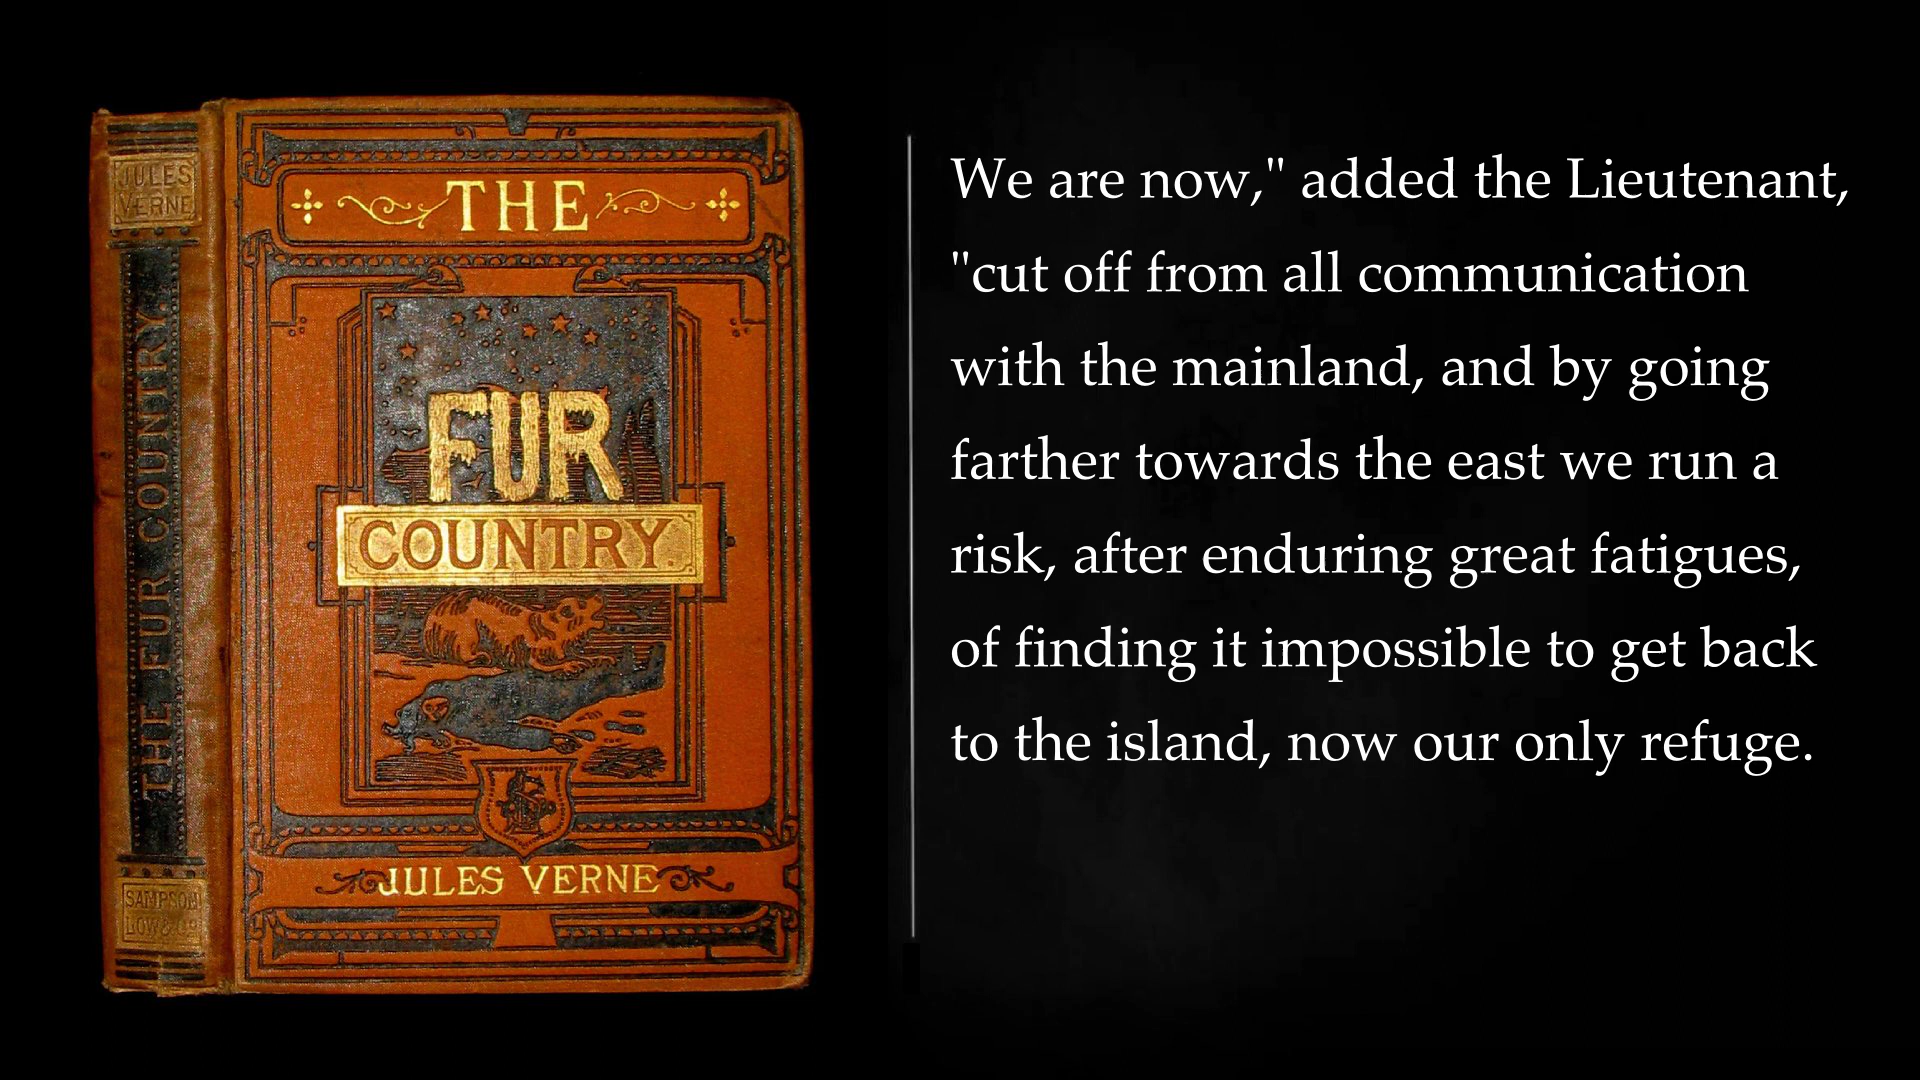 JULES
VERNE
THE FUR COUNTRY.
SAMPSON
LOW & Co
THE
FUR
COUNTRY.
JULES VERNE
We are now," added the Lieutenant,
"cut off from all communication
with the mainland, and by going
farther towards the east we run a
risk, after enduring great fatigues,
of finding it impossible to get back
to the island, now our only refuge.